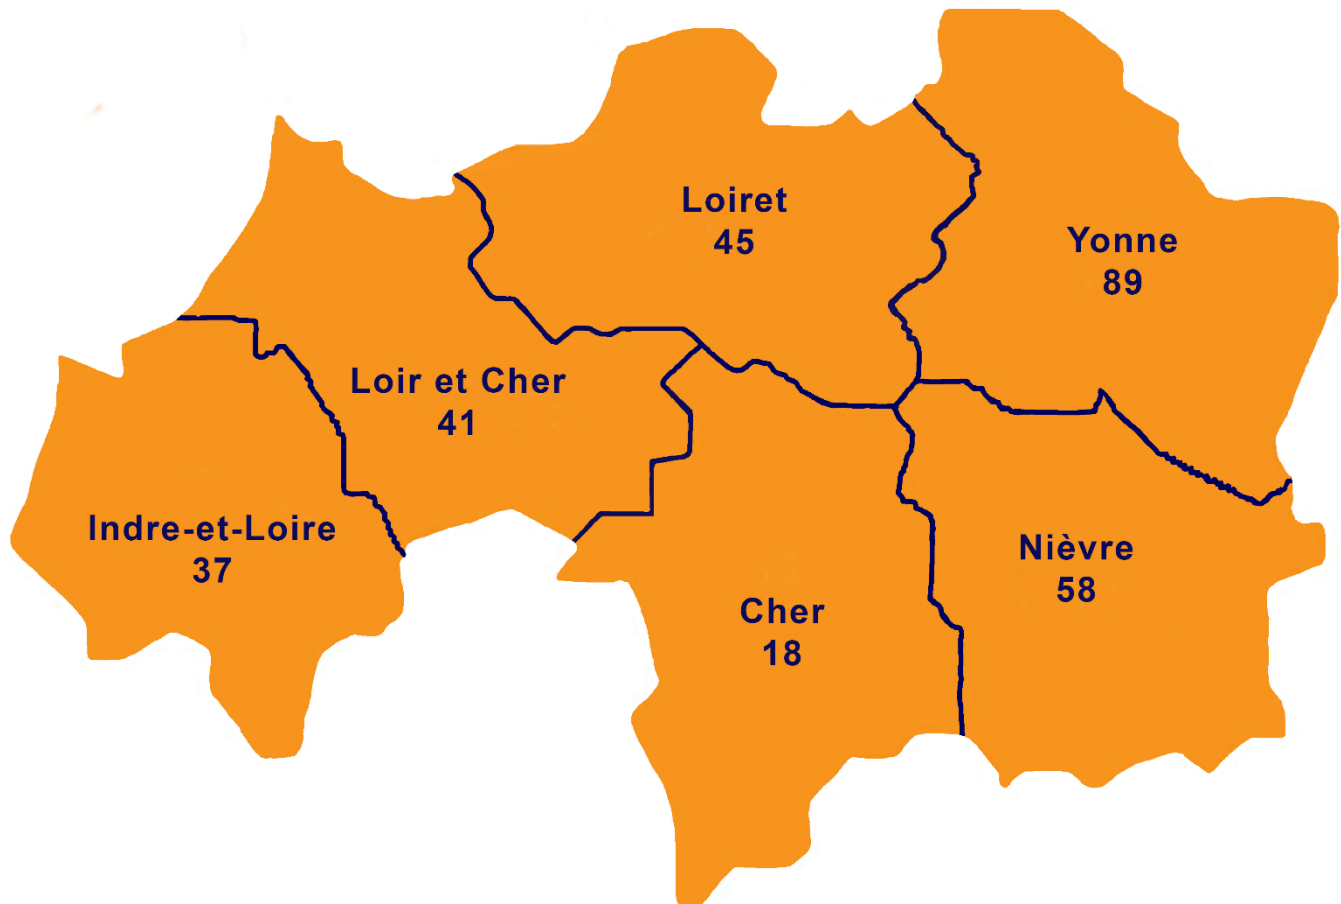 Loiret
45
Yonne
89
Loir et Cher
41
Indre-et-Loire
37
Nièvre
58
Cher
18